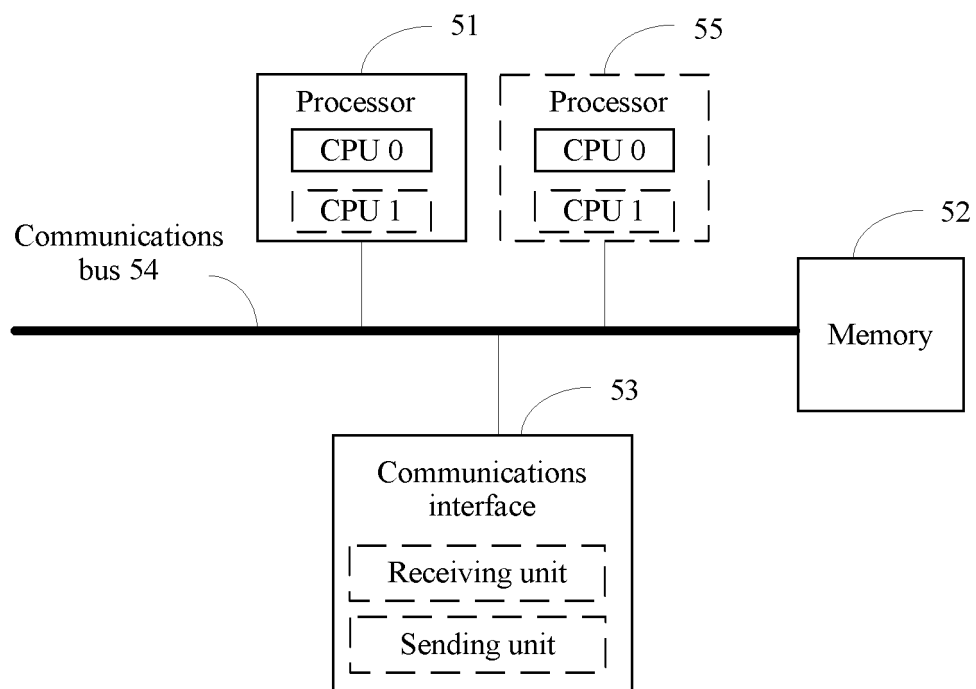 51
55
Processor
CPU 0
CPU 1
Processor
CPU 0
CPU 1
52
Communications
bus 54
Memory
53
Communications
interface
Receiving unit
Sending unit